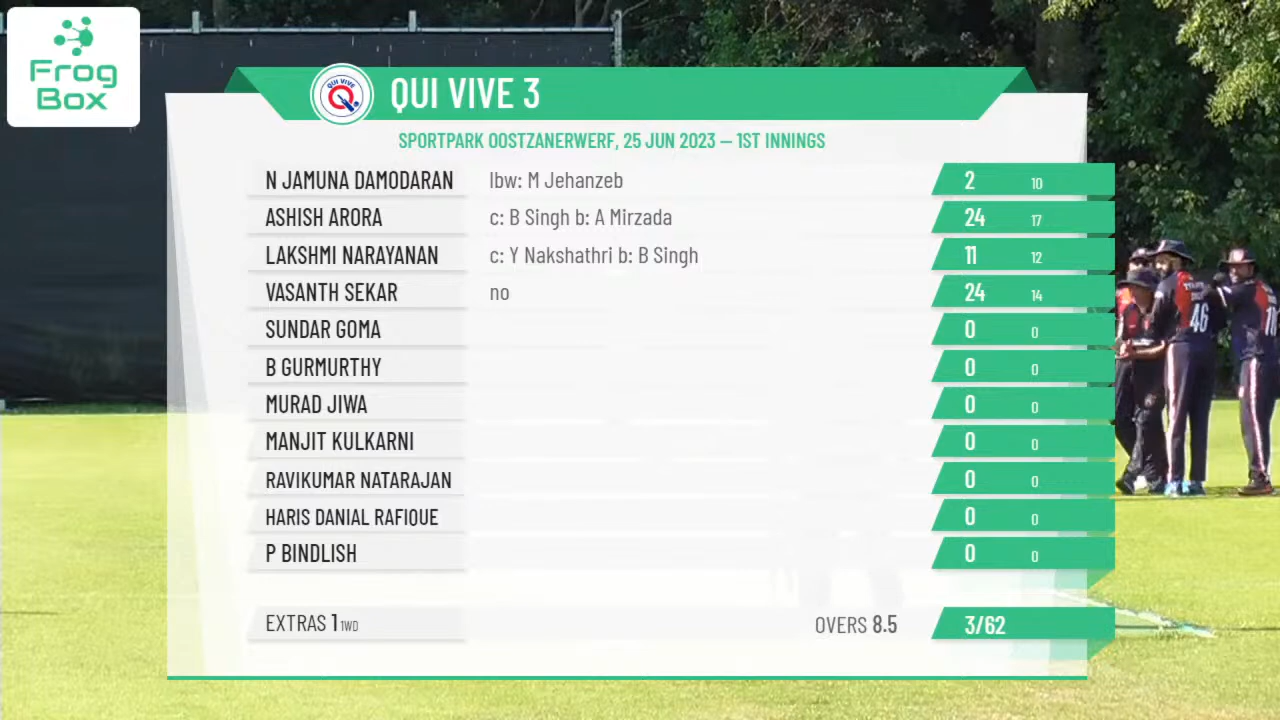 Frog
Box
QUI VIVE
QUI VIVE 3
SPORTPARK OOSTZANERWERF, 25 JUN 2023 – 1ST INNINGS
N JAMUNA DAMODARAN lbw: M Jehanzeb 2 10
ASHISH ARORA c: B Singh b: A Mirzada 24 17
LAKSHMI NARAYANAN c: Y Nakshathri b: B Singh 11 12
VASANTH SEKAR no 24 14
SUNDAR GOMA 0 0
B GURMURTHY 0 0
MURAD JIWA 0 0
MANJIT KULKARNI 0 0
RAVIKUMAR NATARAJAN 0 0
HARIS DANIAL RAFIQUE 0 0
P BINDLISH 0 0
EXTRAS 1 1WD OVERS 8.5 3/62
46